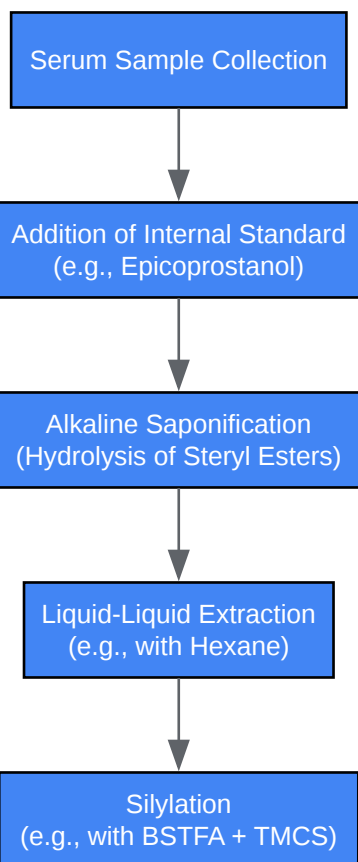 Serum Sample Collection
Addition of Internal Standard
(e.g., Epicoprostanol)
Alkaline Saponification
(Hydrolysis of Steryl Esters)
Liquid-Liquid Extraction
(e.g., with Hexane)
Silylation
(e.g., with BSTFA + TMCS)